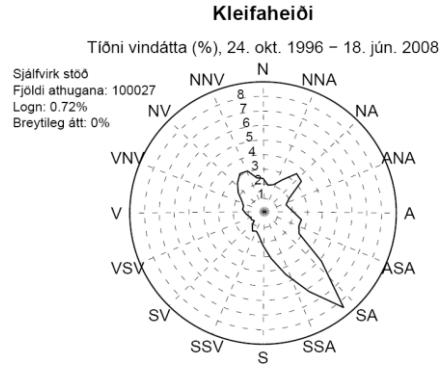 Kleifaheiði
Tíðni vindátta (%), 24. okt. 1996 − 18. jún. 2008
Sjálfvirk stöð
Fjöldi athugana: 100027
Logn: 0.72%
Breytileg átt: 0%
N
NNV
NNA
NV
NA
VNV
ANA
V
A
VSV
ASA
SV
SA
SSV
SSA
S
8
7
6
5
4
3
2
1